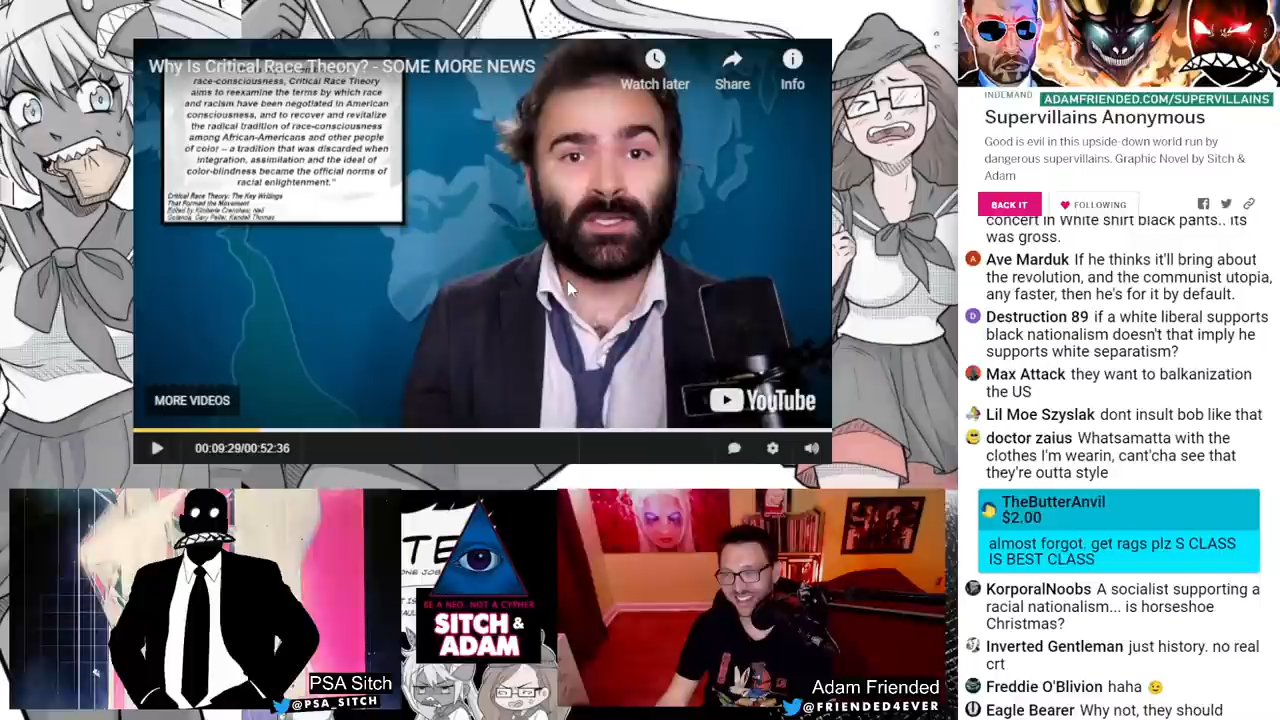 Why Is Critical Race Theory? - SOME MORE NEWS
Watch later
Share
Info
race-consciousness, Critical Race Theory
aims to reexamine the terms by which race
and racism have been negotiated in American
consciousness, and to recover and revitalize
the radical tradition of race-consciousness
among African-Americans and other people
of color – a tradition that was discarded when
integration, assimilation and the ideal of
color-blindness became the official norms of
racial enlightenment."
Critical Race Theory: The Key Writings
That Formed the Movement
MORE VIDEOS
YouTube
00:09:29/00:52:36
PSA Sitch
@PSA_SITCH
BE A NEO, NOT A CYPHER
SITCH &
ADAM
Adam Friended
@FRIENDED4EVER
INDEMAND
ADAMFRIENDED.COM/SUPERVILLAINS
Supervillains Anonymous
Good is evil in this upside-down world run by
dangerous supervillains. Graphic Novel by Sitch &
Adam
BACK IT
FOLLOWING
concert in White shirt black pants.. its
was gross.
Ave Marduk If he thinks it'll bring about
the revolution, and the communist utopia,
any faster, then he's for it by default.
Destruction 89 if a white liberal supports
black nationalism doesn't that imply he
supports white separatism?
Max Attack they want to balkanization
the US
Lil Moe Szyslak dont insult bob like that
doctor zaius Whatsamatta with the
clothes I'm wearin, cant'cha see that
they're outta style
TheButterAnvil
$2.00
almost forgot. get rags plz S CLASS
IS BEST CLASS
KorporalNoobs A socialist supporting a
racial nationalism... is horseshoe
Christmas?
Inverted Gentleman just history. no real
crt
Freddie O'Blivion haha 😉
Eagle Bearer Why not, they should